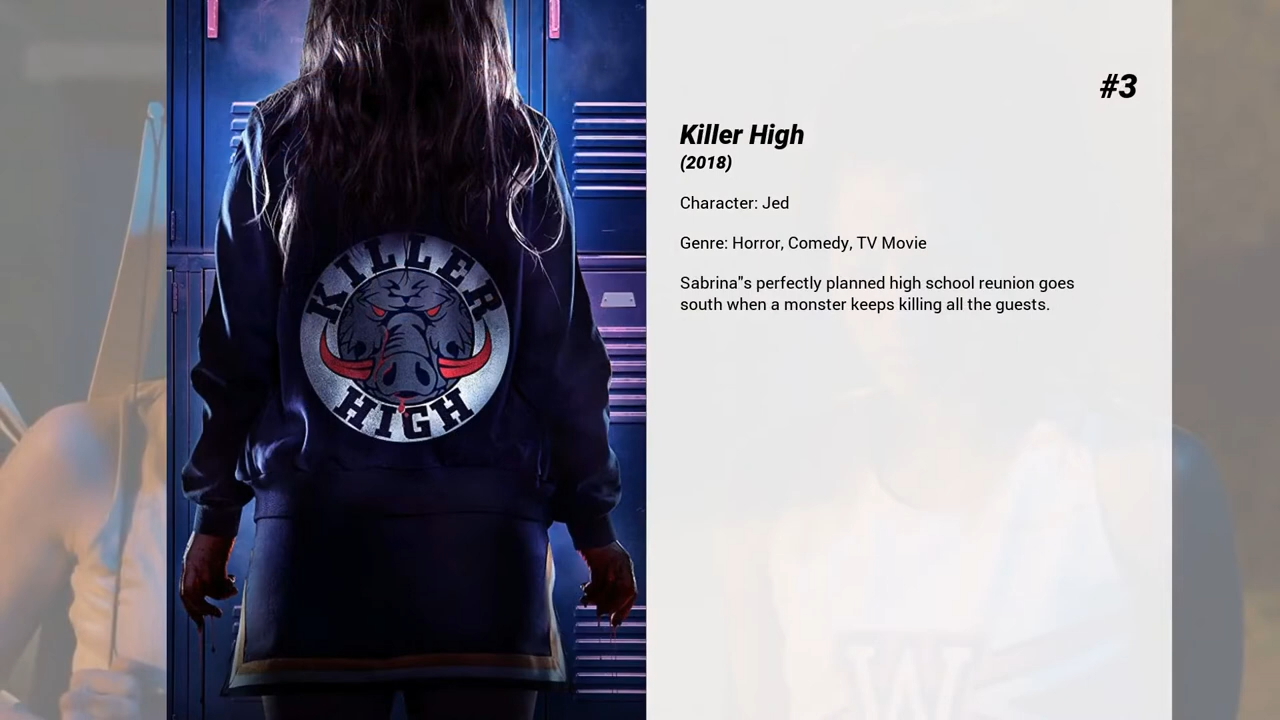 #3
Killer High
(2018)
Character: Jed
Genre: Horror, Comedy, TV Movie
Sabrina"s perfectly planned high school reunion goes
south when a monster keeps killing all the guests.
KILLER
HIGH
W